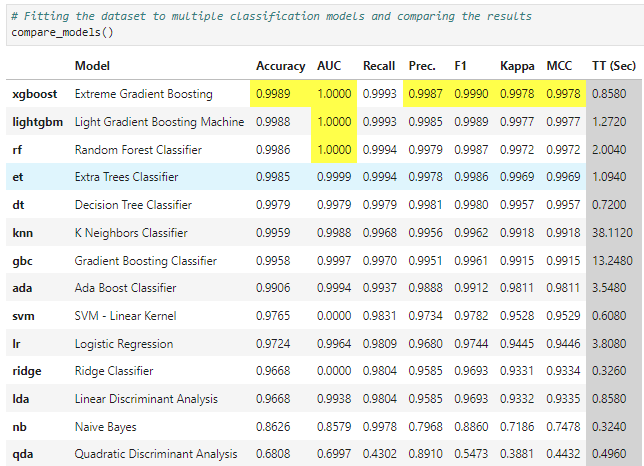 # Fitting the dataset to multiple classification models and comparing the results
compare_models()
Model Accuracy AUC Recall Prec. F1 Kappa MCC TT (Sec)
xgboost Extreme Gradient Boosting 0.9989 1.0000 0.9993 0.9987 0.9990 0.9978 0.9978 0.8580
lightgbm Light Gradient Boosting Machine 0.9988 1.0000 0.9993 0.9985 0.9989 0.9977 0.9977 1.2720
rf Random Forest Classifier 0.9986 1.0000 0.9994 0.9979 0.9987 0.9972 0.9972 2.0040
et Extra Trees Classifier 0.9985 0.9999 0.9994 0.9978 0.9986 0.9969 0.9969 1.0940
dt Decision Tree Classifier 0.9979 0.9979 0.9979 0.9981 0.9980 0.9957 0.9957 0.7200
knn K Neighbors Classifier 0.9959 0.9988 0.9968 0.9956 0.9962 0.9918 0.9918 38.1120
gbc Gradient Boosting Classifier 0.9958 0.9997 0.9970 0.9951 0.9961 0.9915 0.9915 13.2480
ada Ada Boost Classifier 0.9906 0.9994 0.9937 0.9888 0.9912 0.9811 0.9811 3.5480
svm SVM - Linear Kernel 0.9765 0.0000 0.9831 0.9734 0.9782 0.9528 0.9529 0.6080
lr Logistic Regression 0.9724 0.9964 0.9809 0.9680 0.9744 0.9445 0.9446 3.8080
ridge Ridge Classifier 0.9668 0.0000 0.9804 0.9585 0.9693 0.9331 0.9334 0.3260
lda Linear Discriminant Analysis 0.9668 0.9938 0.9804 0.9585 0.9693 0.9332 0.9335 0.8580
nb Naive Bayes 0.8626 0.8579 0.9978 0.7968 0.8860 0.7186 0.7478 0.3240
qda Quadratic Discriminant Analysis 0.6808 0.6997 0.4302 0.8910 0.5473 0.3881 0.4432 0.4960